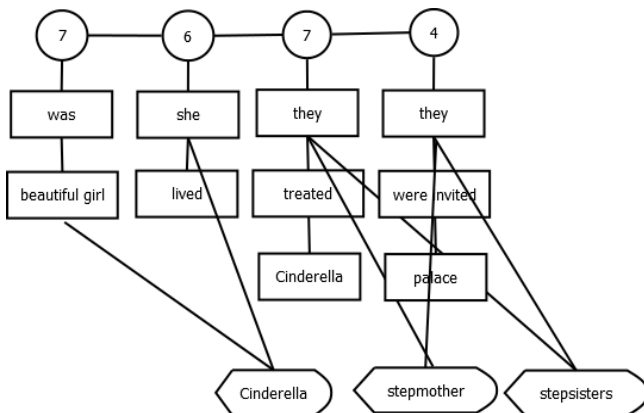 7 6 7 4
was she they they
beautiful girl lived treated were invited
Cinderella palace
Cinderella stepmother stepsisters